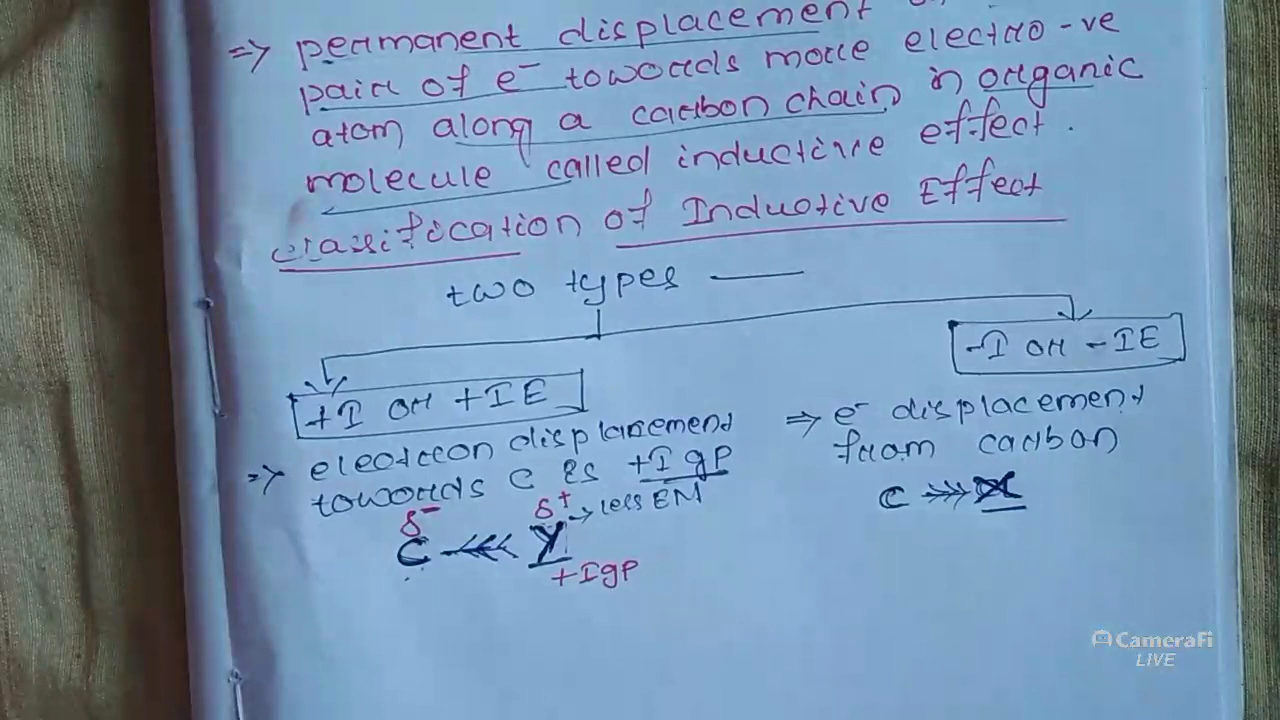 => permanent displacement
pair of e⁻ towards more electro -ve
atom along a carbon chain in organic
molecule called inductive effect.
classification of Inductive Effect
two types ——
+I or +IE
-I or -IE
=> electron displacement
towards C is +I gp
δ⁻ δ⁺ → less EN
C <<< Y
+I gp
=> e⁻ displacement
from carbon
C >>> X
CameraFi
LIVE